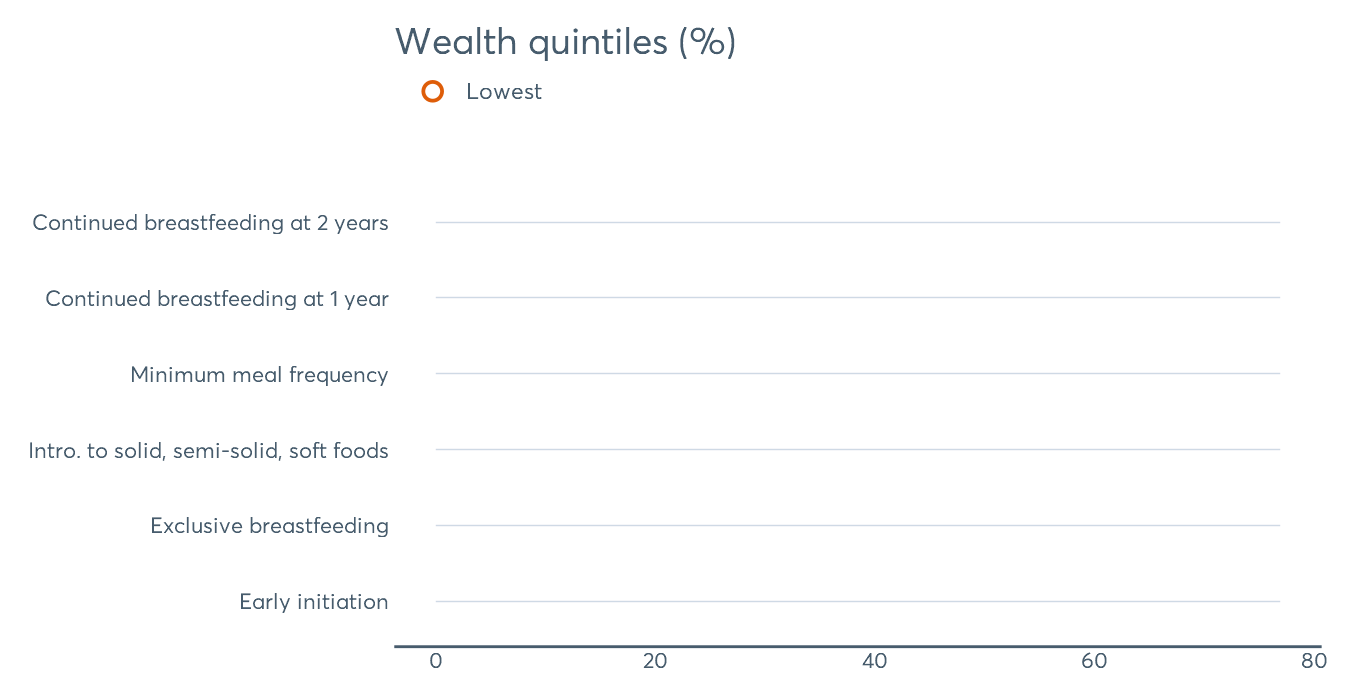 Wealth quintiles (%)
Lowest
Continued breastfeeding at 2 years
Continued breastfeeding at 1 year
Minimum meal frequency
Intro. to solid, semi-solid, soft foods
Exclusive breastfeeding
Early initiation
0 20 40 60 80